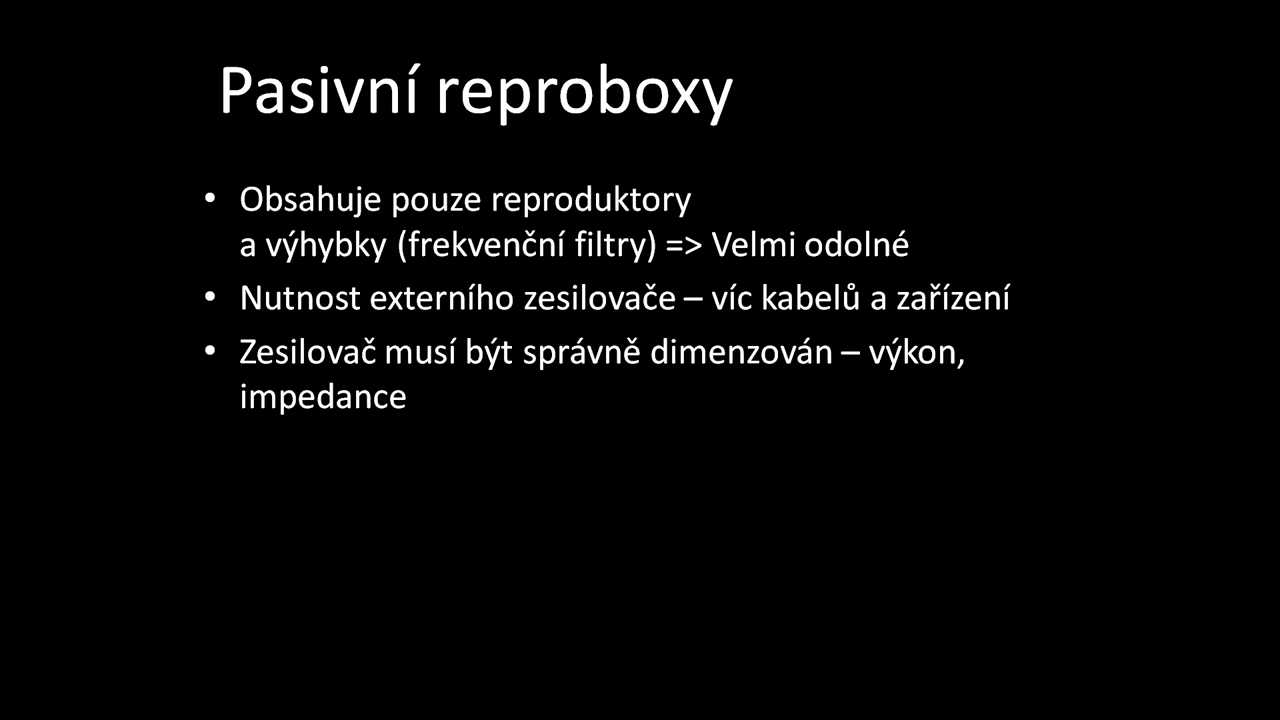 Pasivní reproboxy
• Obsahuje pouze reproduktory
a výhybky (frekvenční filtry) => Velmi odolné
• Nutnost externího zesilovače – víc kabelů a zařízení
• Zesilovač musí být správně dimenzován – výkon,
impedance